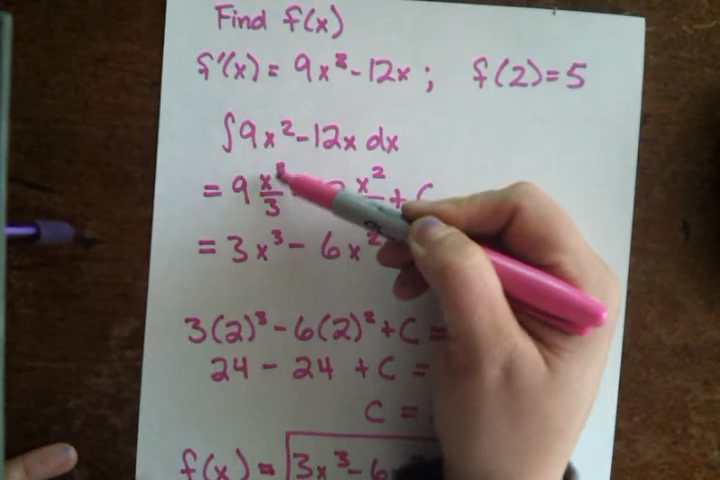 Find f(x)
f'(x) = 9x² - 12x ; f(2) = 5
∫9x² - 12x dx
= 9 x³/3 x²/ + C
= 3x³ - 6x²
3(2)³ - 6(2)² + C =
24 - 24 + C =
C =
f(x) = 3x³ - 6